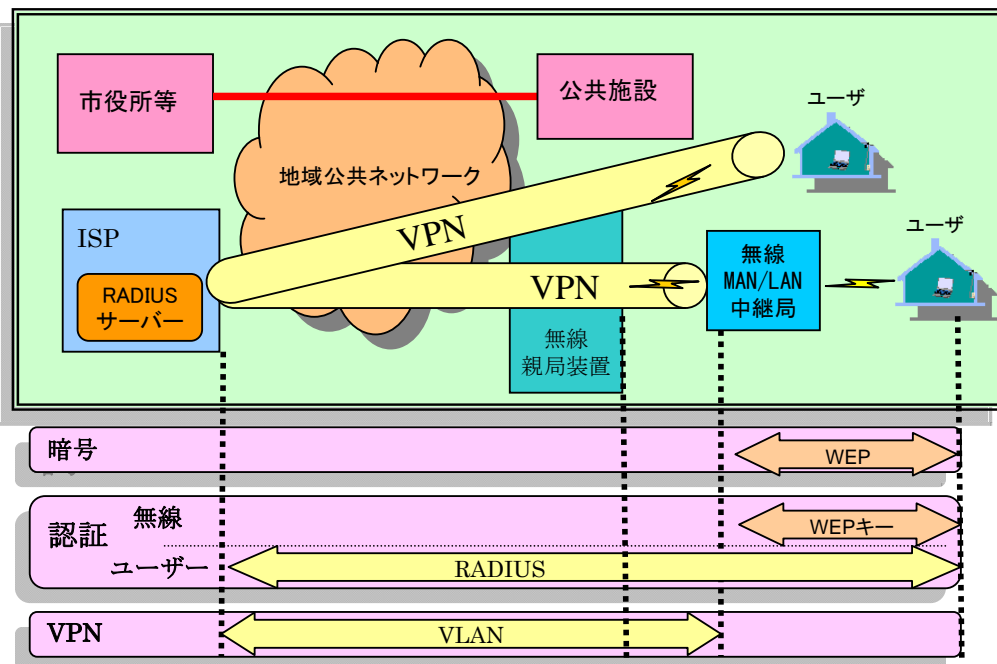 市役所等
公共施設
ユーザ
地域公共ネットワーク
VPN
ISP
RADIUS
サーバー
VPN
無線
MAN/LAN
中継局
ユーザ
無線
親局装置
暗号
WEP
認証
無線
WEPキー
ユーザー
RADIUS
VPN
VLAN